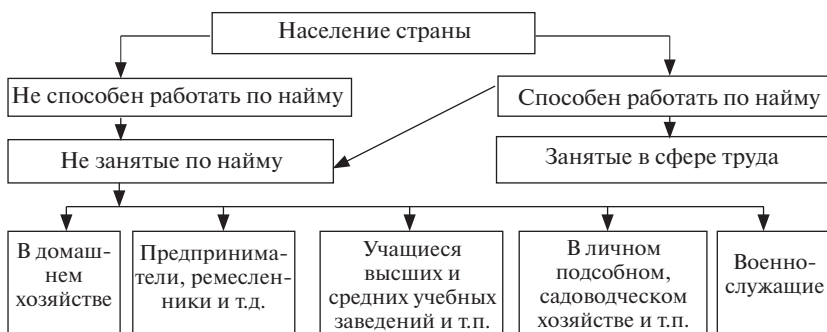 Население страны
Не способен работать по найму
Способен работать по найму
Не занятые по найму
Занятые в сфере труда
В домаш-
нем
хозяйстве
Предпринима-
тели, ремеслен-
ники и т.д.
Учащиеся
высших и
средних учебных
заведений и т.п.
В личном
подсобном,
садоводческом
хозяйстве и т.п.
Военно-
служащие